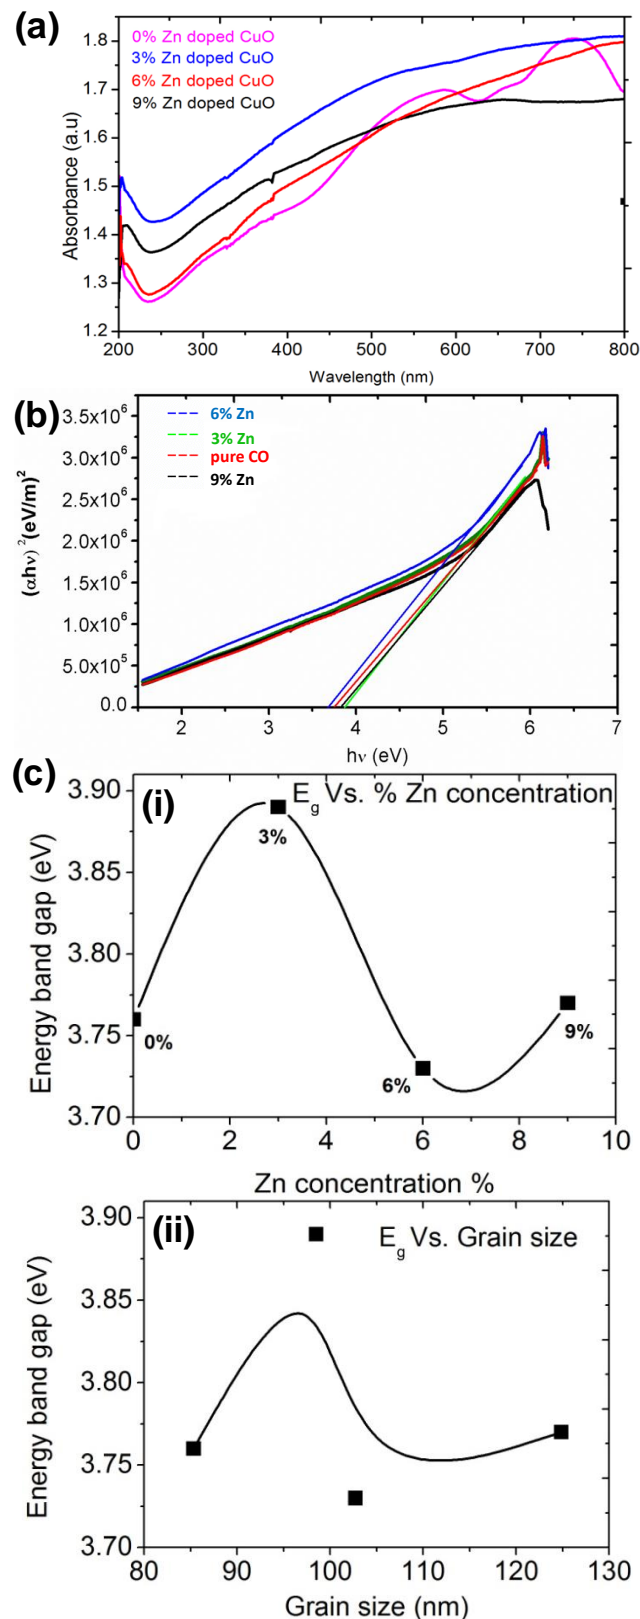 (a)
1.8
1.7
1.6
1.5
1.4
1.3
1.2
Absorbance (a.u)
0% Zn doped CuO
3% Zn doped CuO
6% Zn doped CuO
9% Zn doped CuO
200 300 400 500 600 700 800
Wavelength (nm)
(b)
3.5x10⁶
3.0x10⁶
2.5x10⁶
2.0x10⁶
1.5x10⁶
1.0x10⁶
5.0x10⁵
0.0
(αhν) ²(eV/m)²
6% Zn
3% Zn
pure CO
9% Zn
2 3 4 5 6 7
hν (eV)
(c)
(i)
E_g Vs. % Zn concentration
3.90
3.85
3.80
3.75
3.70
Energy band gap (eV)
3%
0%
6%
9%
0 2 4 6 8 10
Zn concentration %
(ii)
E_g Vs. Grain size
3.90
3.85
3.80
3.75
3.70
Energy band gap (eV)
80 90 100 110 120 130
Grain size (nm)